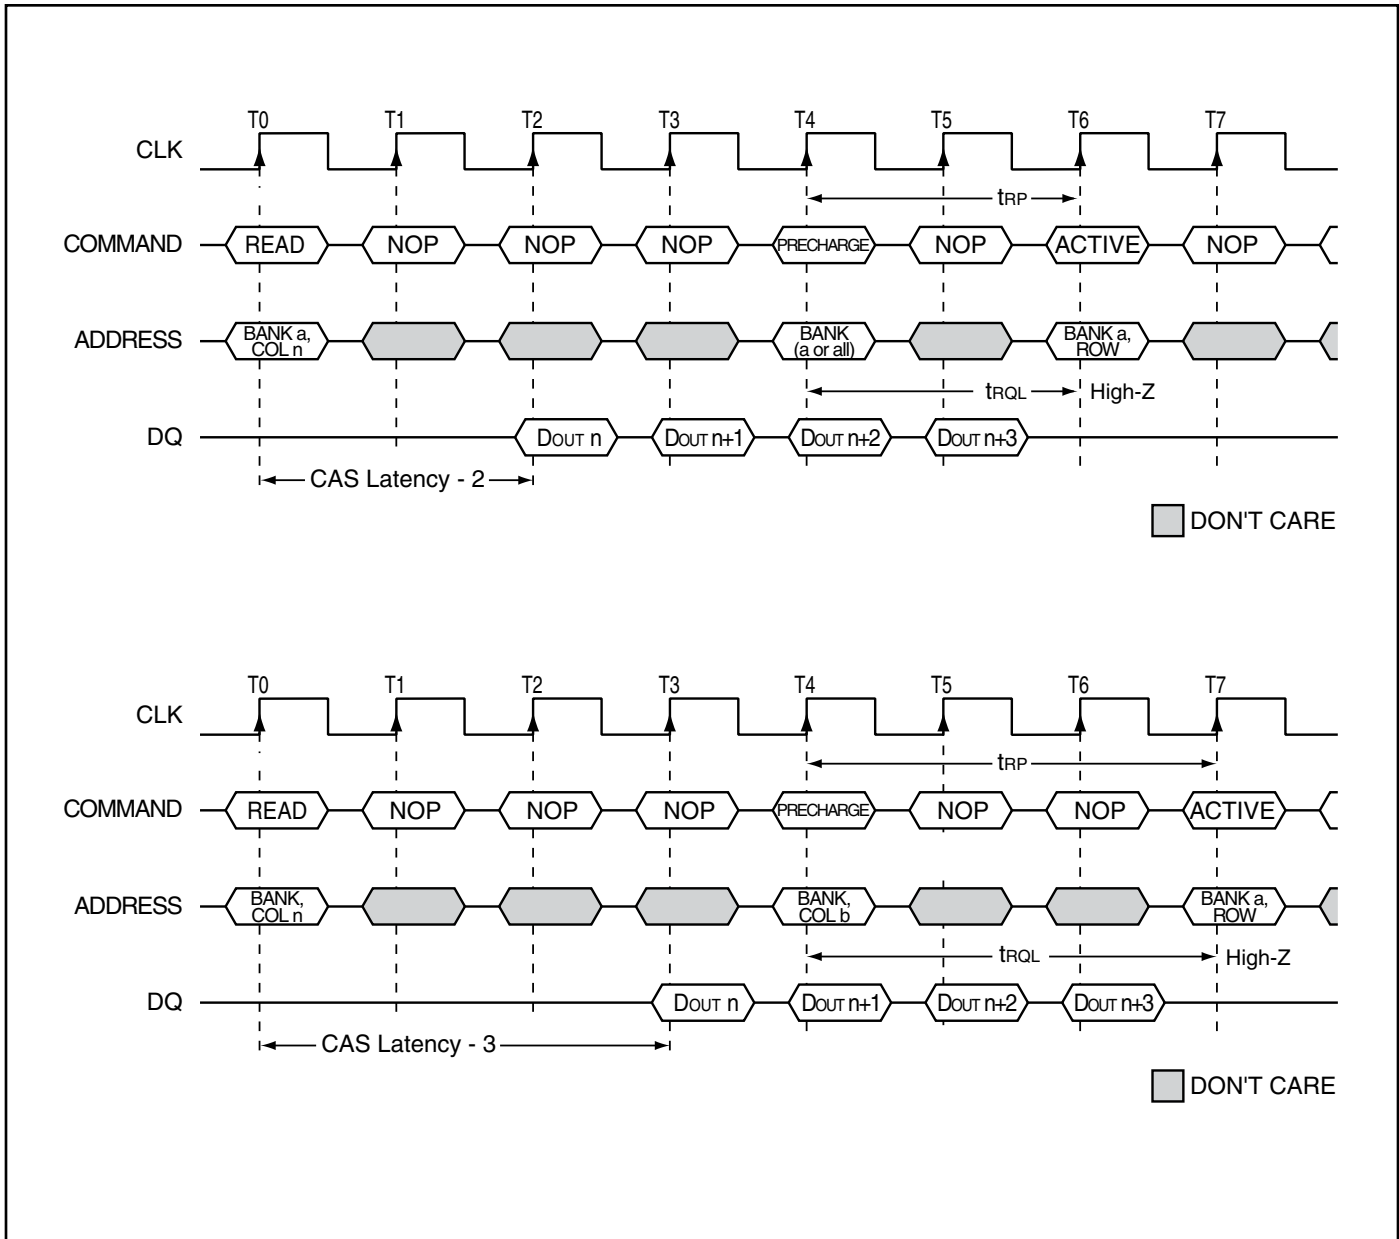 T0 T1 T2 T3 T4 T5 T6 T7
CLK
tRP
COMMAND READ NOP NOP NOP PRECHARGE NOP ACTIVE NOP
ADDRESS BANK a, COL n BANK (a or all) BANK a, ROW
tRQL High-Z
DQ DOUT n DOUT n+1 DOUT n+2 DOUT n+3
CAS Latency - 2
DON'T CARE
T0 T1 T2 T3 T4 T5 T6 T7
CLK
tRP
COMMAND READ NOP NOP NOP PRECHARGE NOP NOP ACTIVE
ADDRESS BANK, COL n BANK, COL b BANK a, ROW
tRQL High-Z
DQ DOUT n DOUT n+1 DOUT n+2 DOUT n+3
CAS Latency - 3
DON'T CARE